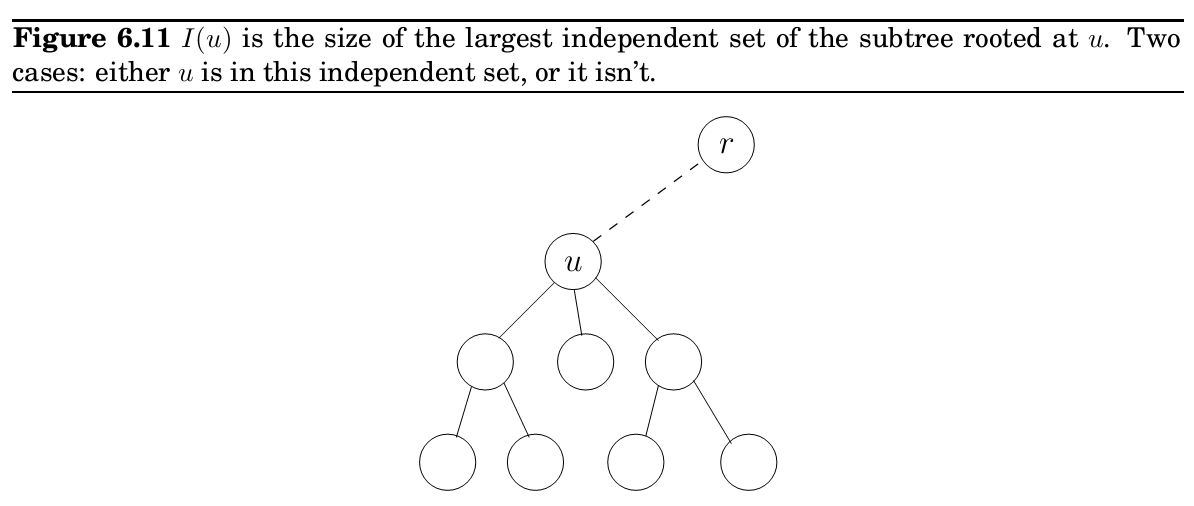 Figure 6.11 I(u) is the size of the largest independent set of the subtree rooted at u. Two
cases: either u is in this independent set, or it isn't.
r
u